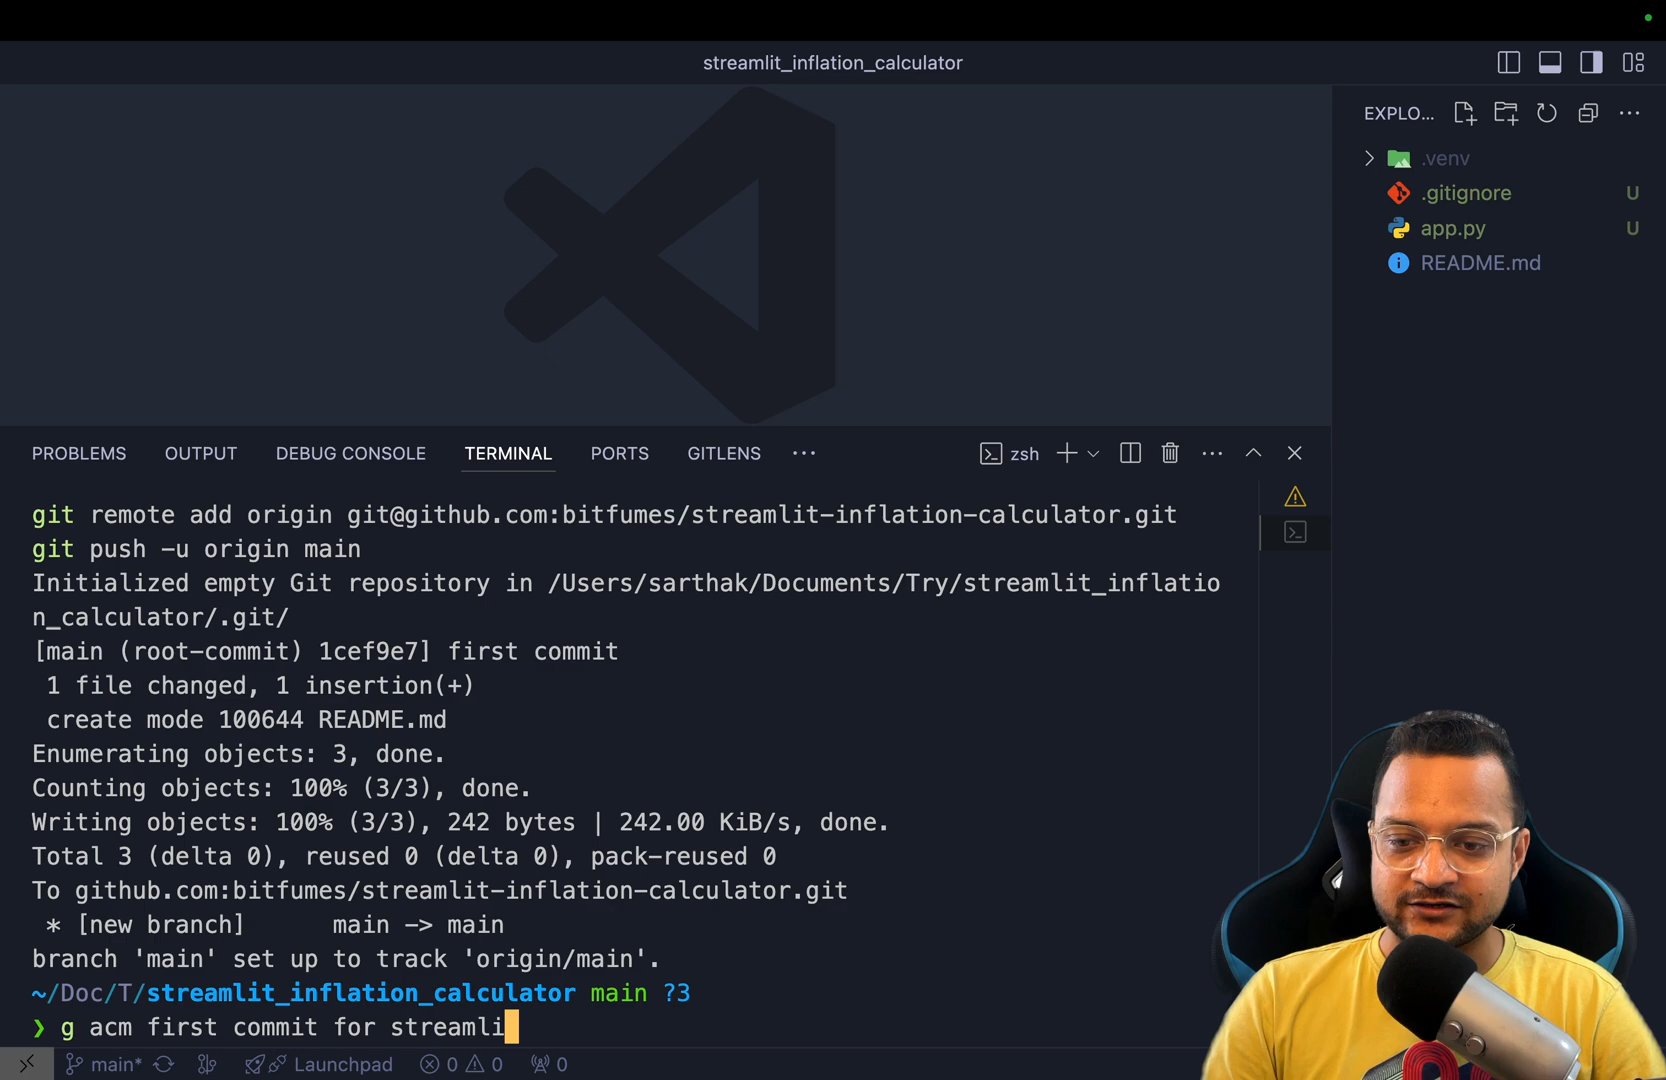 streamlit_inflation_calculator
EXPLO...
.venv
.gitignore U
app.py U
README.md
PROBLEMS OUTPUT DEBUG CONSOLE TERMINAL PORTS GITLENS ... zsh
git remote add origin git@github.com:bitfumes/streamlit-inflation-calculator.git
git push -u origin main
Initialized empty Git repository in /Users/sarthak/Documents/Try/streamlit_inflatio
n_calculator/.git/
[main (root-commit) 1cef9e7] first commit
1 file changed, 1 insertion(+)
create mode 100644 README.md
Enumerating objects: 3, done.
Counting objects: 100% (3/3), done.
Writing objects: 100% (3/3), 242 bytes | 242.00 KiB/s, done.
Total 3 (delta 0), reused 0 (delta 0), pack-reused 0
To github.com:bitfumes/streamlit-inflation-calculator.git
* [new branch] main -> main
branch 'main' set up to track 'origin/main'.
~/Doc/T/streamlit_inflation_calculator main ?3
❯ g acm first commit for streamli
main* Launchpad 0 0 0